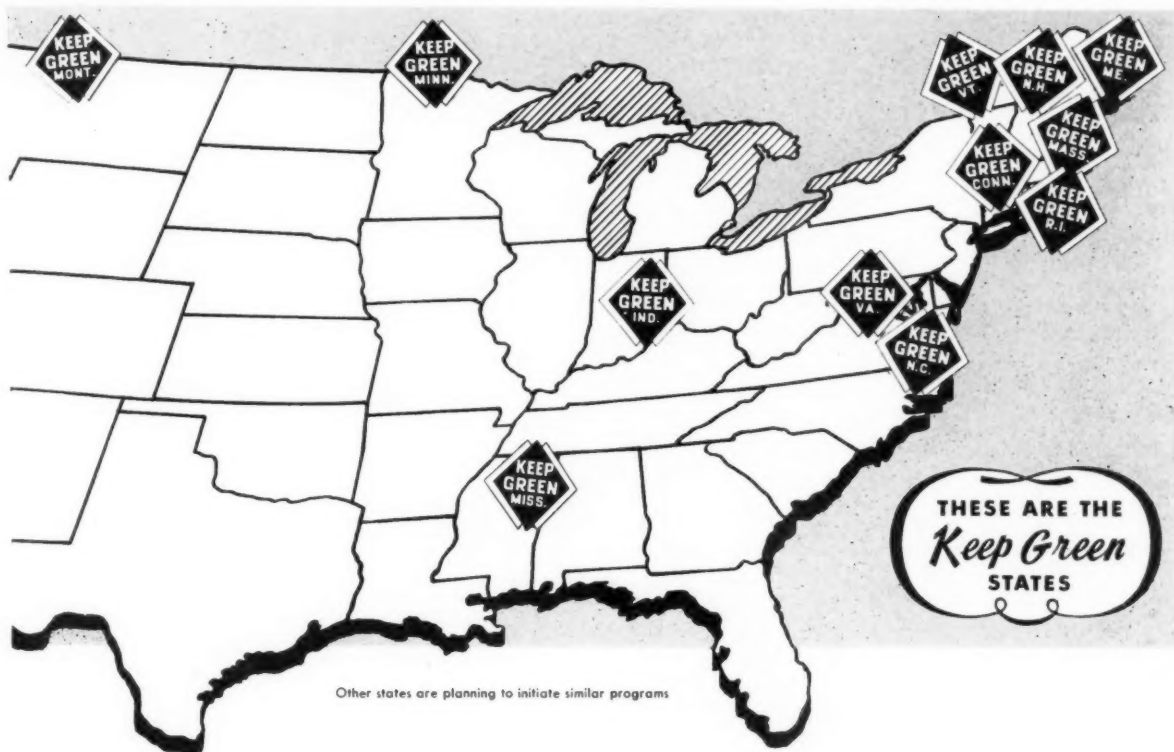 KEEP
GREEN
MONT.
KEEP
GREEN
MINN.
KEEP
GREEN
VT.
KEEP
GREEN
N.H.
KEEP
GREEN
ME.
KEEP
GREEN
MASS.
KEEP
GREEN
CONN.
KEEP
GREEN
R.I.
KEEP
GREEN
IND.
KEEP
GREEN
VA.
KEEP
GREEN
N.C.
KEEP
GREEN
MISS.
THESE ARE THE
Keep Green
STATES
Other states are planning to initiate similar programs